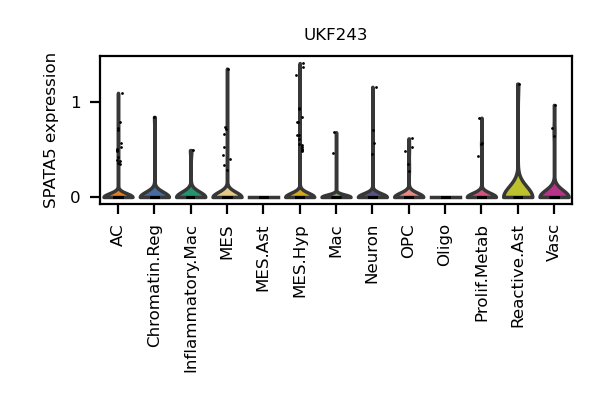 UKF243
SPATA5 expression
1
0
AC
Chromatin.Reg
Inflammatory.Mac
MES
MES.Ast
MES.Hyp
Mac
Neuron
OPC
Oligo
Prolif.Metab
Reactive.Ast
Vasc